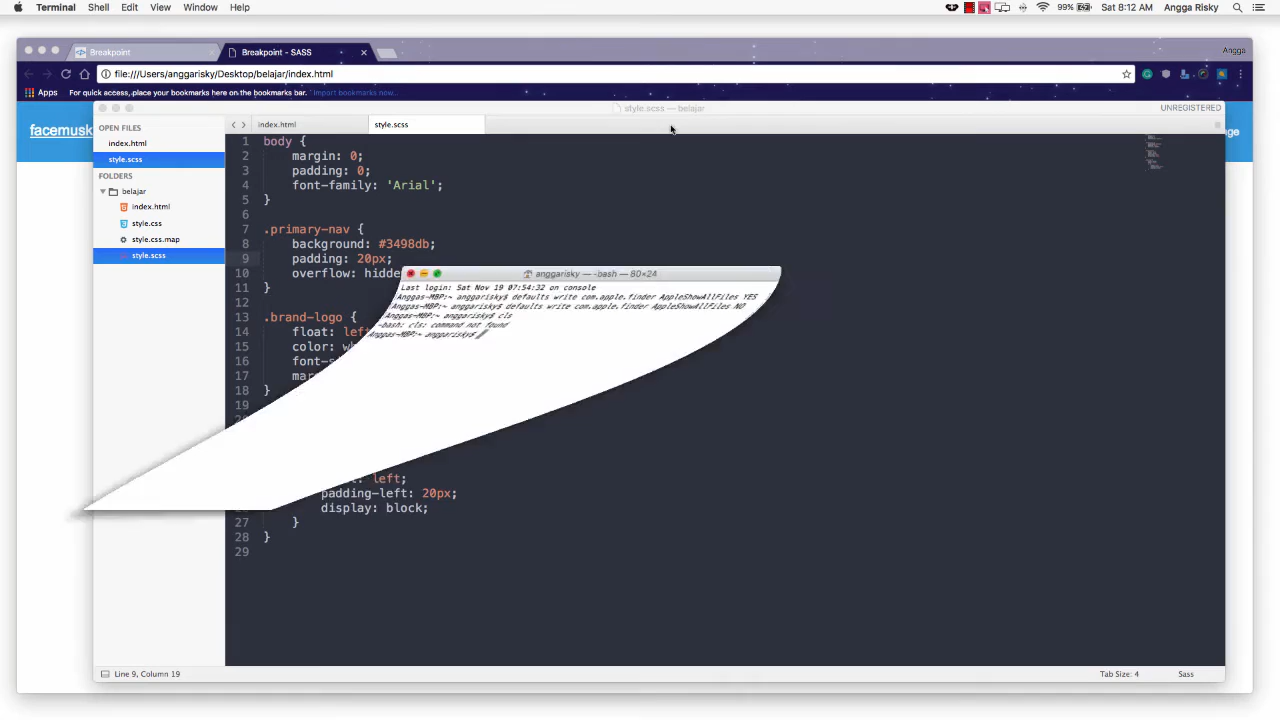 Terminal Shell Edit View Window Help 99% Sat 8:12 AM Angga Risky
Breakpoint
Breakpoint - SASS
Angga
file:///Users/anggarisky/Desktop/belajar/index.html
Apps For quick access, place your bookmarks here on the bookmarks bar. Import bookmarks now...
facemusk
style.scss — belajar
UNREGISTERED
OPEN FILES
index.html
style.scss
FOLDERS
belajar
index.html
style.css
style.css.map
style.scss
index.html
style.scss
1 body {
2 margin: 0;
3 padding: 0;
4 font-family: 'Arial';
5 }
6
7 .primary-nav {
8 background: #3498db;
9 padding: 20px;
10 overflow: hidde
11 }
12
13 .brand-logo {
14 float: left
15 color: w
16 font-s
17 ma
18 }
19
left;
padding-left: 20px;
display: block;
27 }
28 }
29
anggarisky — -bash — 80×24
Last login: Sat Nov 19 07:54:32 on console
Anggas-MBP:~ anggarisky$ defaults write com.apple.finder AppleShowAllFiles YES
Anggas-MBP:~ anggarisky$ defaults write com.apple.finder AppleShowAllFiles NO
Anggas-MBP:~ anggarisky$ cls
-bash: cls: command not found
Anggas-MBP:~ anggarisky$
Line 9, Column 19
Tab Size: 4
Sass